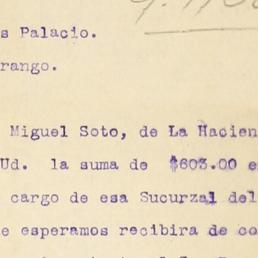 s Palacio.
rango.
Miguel Soto, de La Hacien
Ud. la suma de $603.00 e
cargo de esa Sucurzal del
e esperamos recibira de co